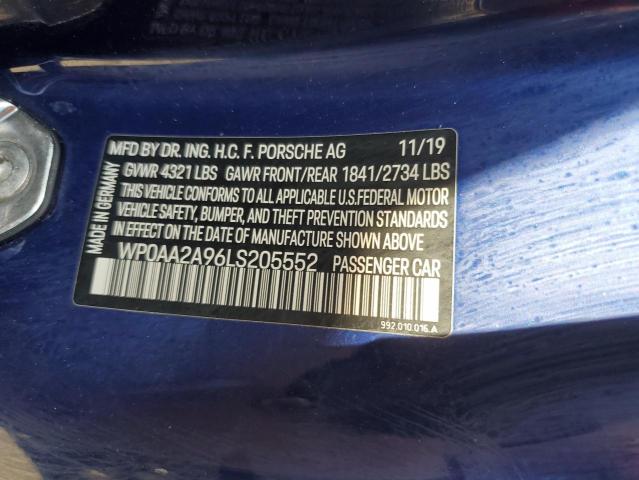 MFD BY DR. ING. H.C. F. PORSCHE AG 11/19
GVWR 4321 LBS GAWR FRONT/REAR 1841/2734 LBS
THIS VEHICLE CONFORMS TO ALL APPLICABLE U.S.FEDERAL MOTOR
VEHICLE SAFETY, BUMPER, AND THEFT PREVENTION STANDARDS
IN EFFECT ON THE DATE OF MANUFACTURE SHOWN ABOVE.
WP0AA2A96LS205552 PASSENGER CAR
992.010.016.A
MADE IN GERMANY